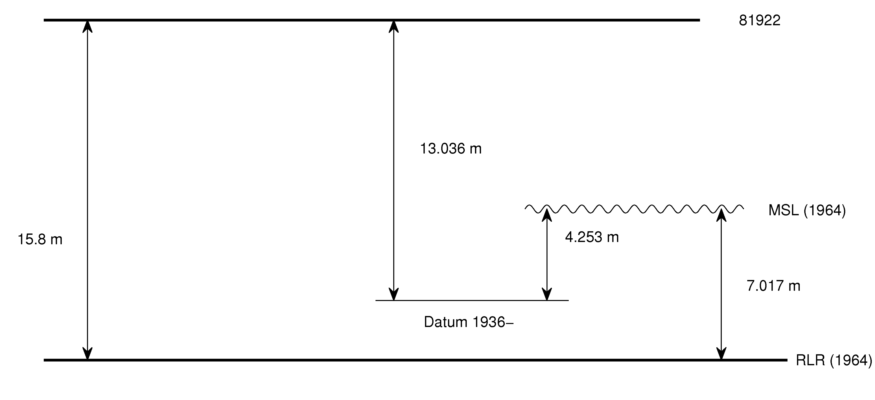 81922
13.036 m
MSL (1964)
15.8 m
4.253 m
7.017 m
Datum 1936–
RLR (1964)